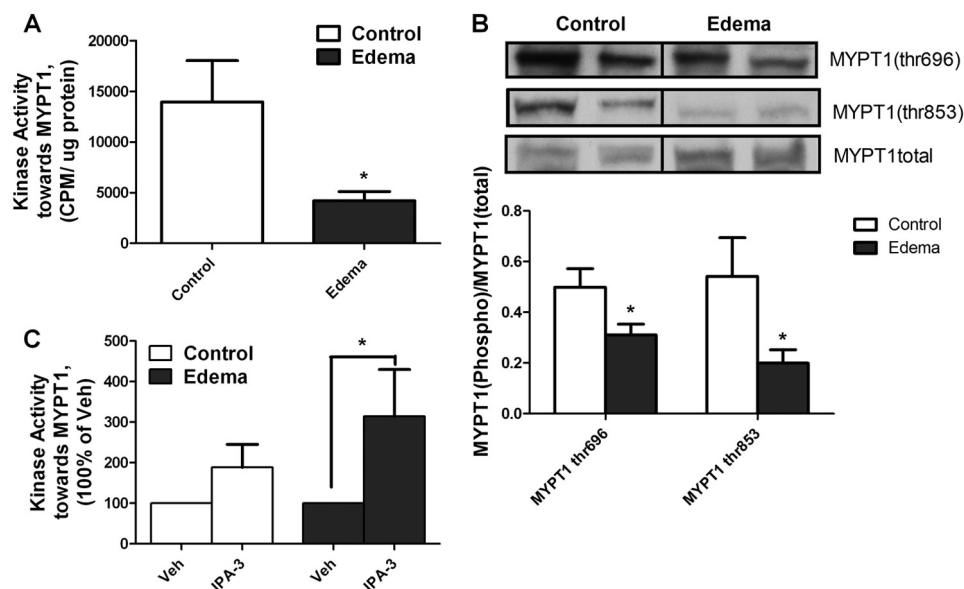 A
Kinase Activity
towards MYPT1,
(CPM/ ug protein)
20000
15000
10000
5000
0
Control
Edema
*
Control
Edema
B
Control
Edema
MYPT1(thr696)
MYPT1(thr853)
MYPT1total
MYPT1(Phospho)/MYPT1(total)
0.8
0.6
0.4
0.2
0.0
Control
Edema
*
*
MYPT1 thr696
MYPT1 thr853
C
Kinase Activity
towards MYPT1,
(100% of Veh)
500
400
300
200
100
0
Control
Edema
*
Veh
IPA-3
Veh
IPA-3